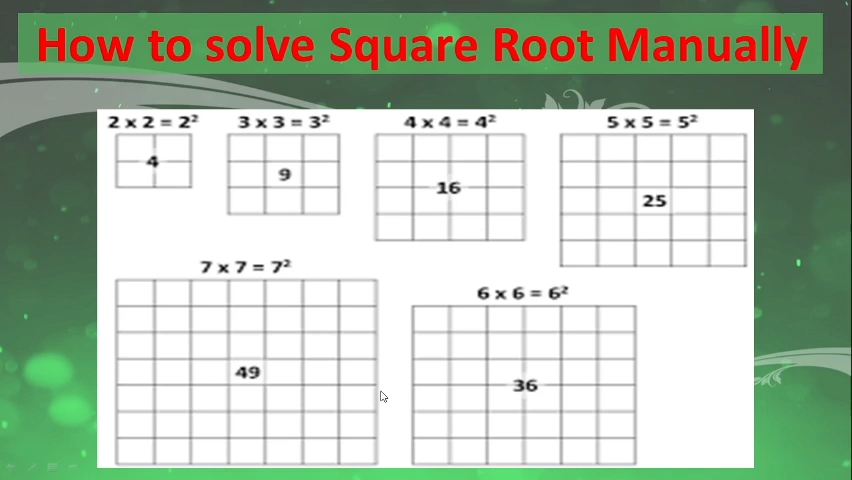 How to solve Square Root Manually
2 x 2 = 2² 3 x 3 = 3² 4 x 4 = 4² 5 x 5 = 5²
4 9 16 25
7 x 7 = 7² 6 x 6 = 6²
49 36